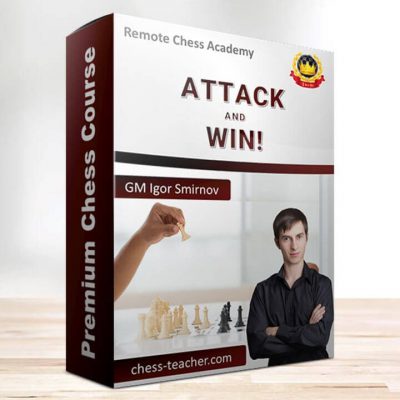 Remote Chess Academy
ATTACK
AND
WIN!
GM Igor Smirnov
chess-teacher.com
Premium Chess Course